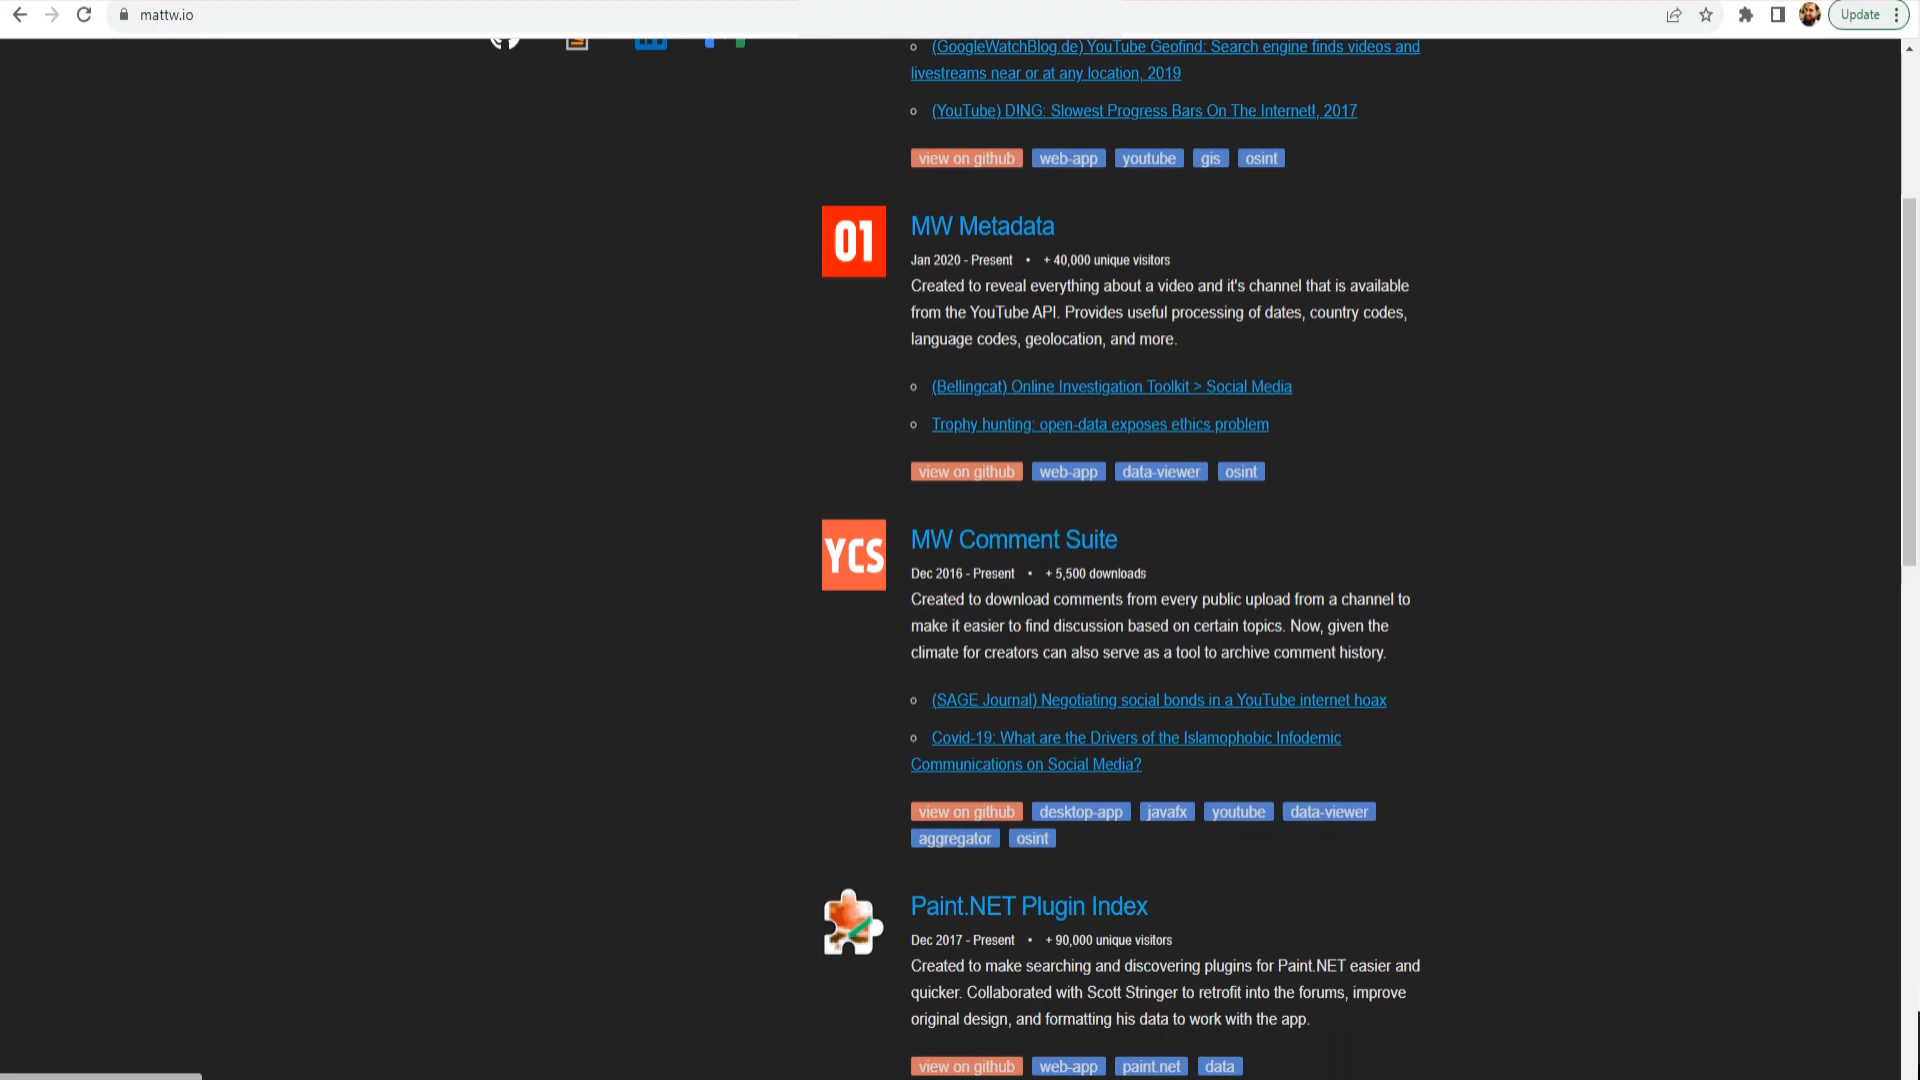 mattw.io
Update
(GoogleWatchBlog.de) YouTube Geofind: Search engine finds videos and
livestreams near or at any location, 2019
(YouTube) D!NG: Slowest Progress Bars On The Internet!, 2017
view on github web-app youtube gis osint
01
MW Metadata
Jan 2020 - Present • + 40,000 unique visitors
Created to reveal everything about a video and it's channel that is available
from the YouTube API. Provides useful processing of dates, country codes,
language codes, geolocation, and more.
(Bellingcat) Online Investigation Toolkit > Social Media
Trophy hunting: open-data exposes ethics problem
view on github web-app data-viewer osint
YCS
MW Comment Suite
Dec 2016 - Present • + 5,500 downloads
Created to download comments from every public upload from a channel to
make it easier to find discussion based on certain topics. Now, given the
climate for creators can also serve as a tool to archive comment history.
(SAGE Journal) Negotiating social bonds in a YouTube internet hoax
Covid-19: What are the Drivers of the Islamophobic Infodemic
Communications on Social Media?
view on github desktop-app javafx youtube data-viewer
aggregator osint
Paint.NET Plugin Index
Dec 2017 - Present • + 90,000 unique visitors
Created to make searching and discovering plugins for Paint.NET easier and
quicker. Collaborated with Scott Stringer to retrofit into the forums, improve
original design, and formatting his data to work with the app.
view on github web-app paint.net data